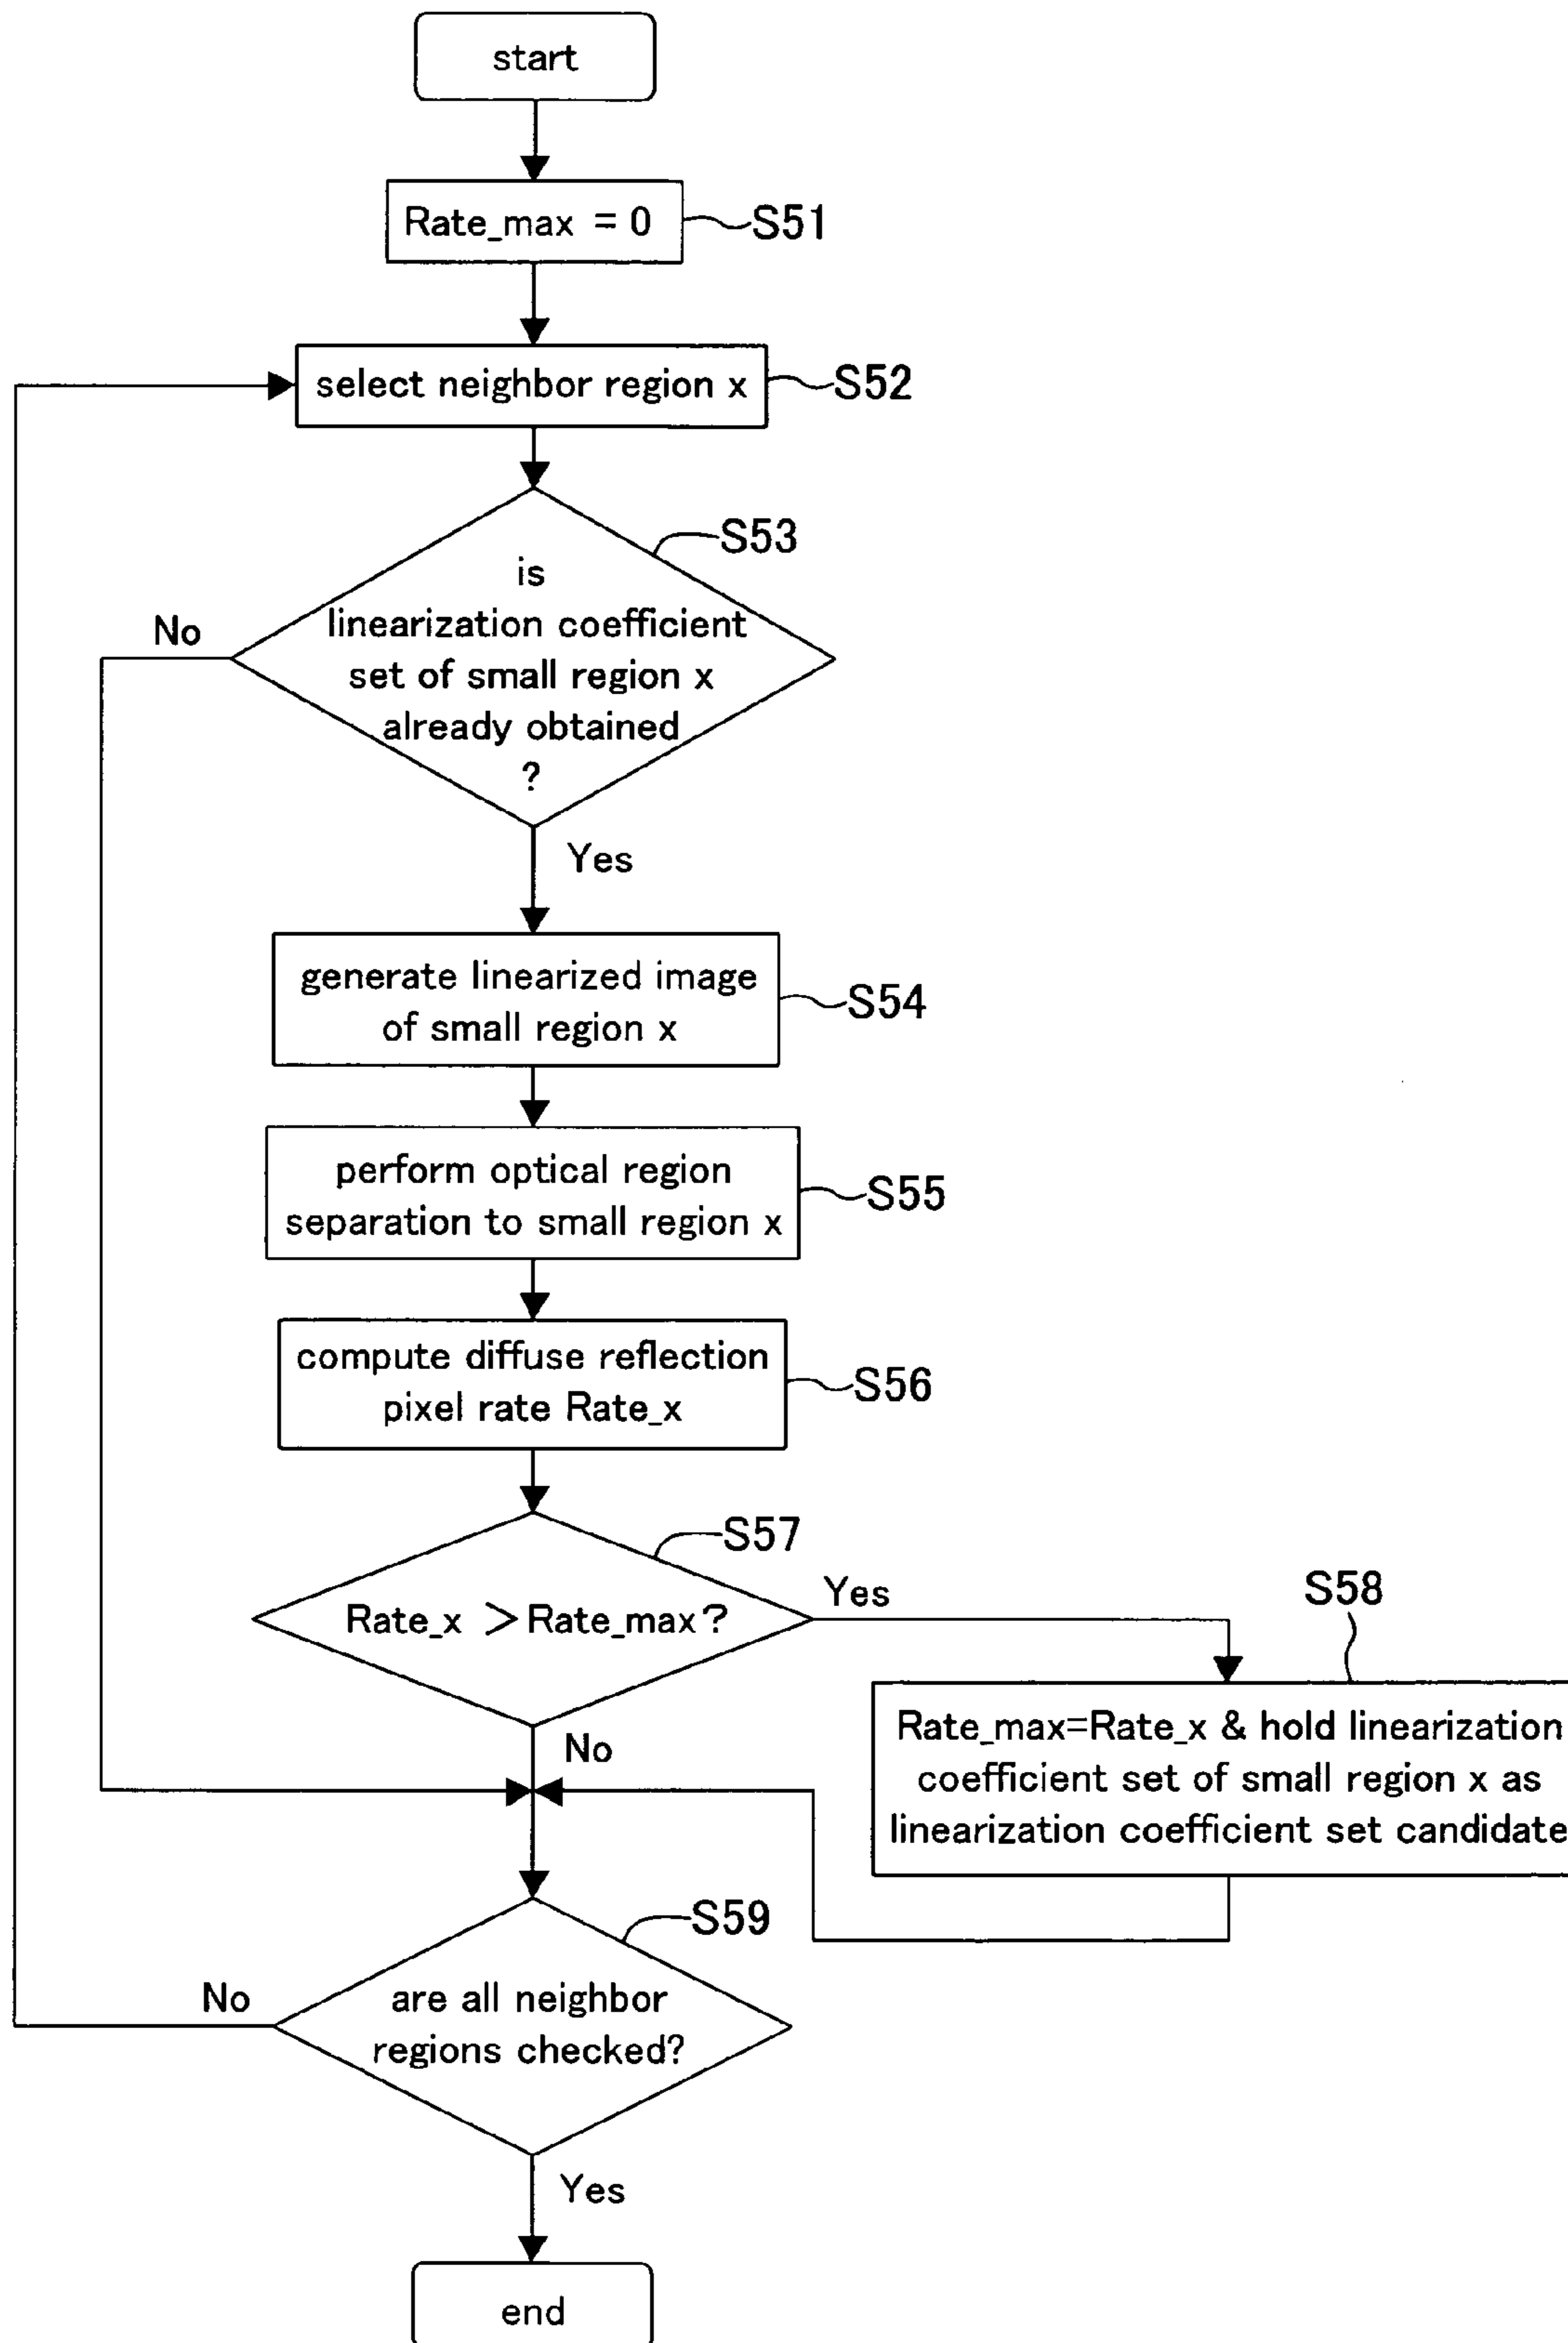 start
Rate_max = 0
S51
select neighbor region x
S52
S53
is
linearization coefficient
set of small region x
already obtained
?
No
Yes
generate linearized image
of small region x
S54
perform optical region
separation to small region x
S55
compute diffuse reflection
pixel rate Rate_x
S56
S57
Rate_x > Rate_max?
Yes
No
S58
Rate_max=Rate_x & hold linearization
coefficient set of small region x as
linearization coefficient set candidate
S59
are all neighbor
regions checked?
No
Yes
end